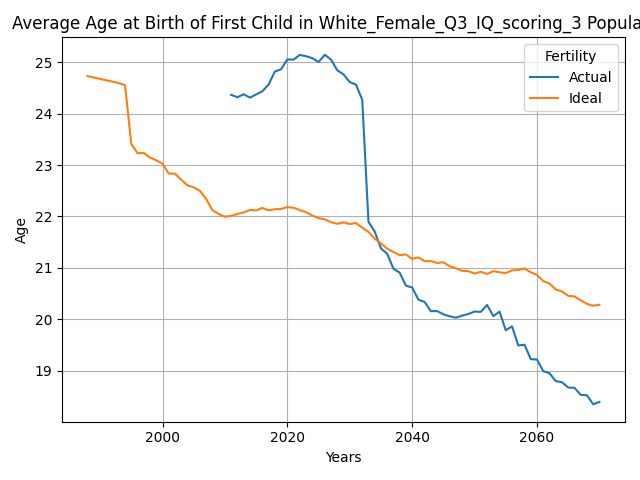 Average Age at Birth of First Child in White_Female_Q3_IQ_scoring_3 Popula
Fertility
Actual
Ideal
25
24
23
22
21
20
19
Age
2000
2020
2040
2060
Years